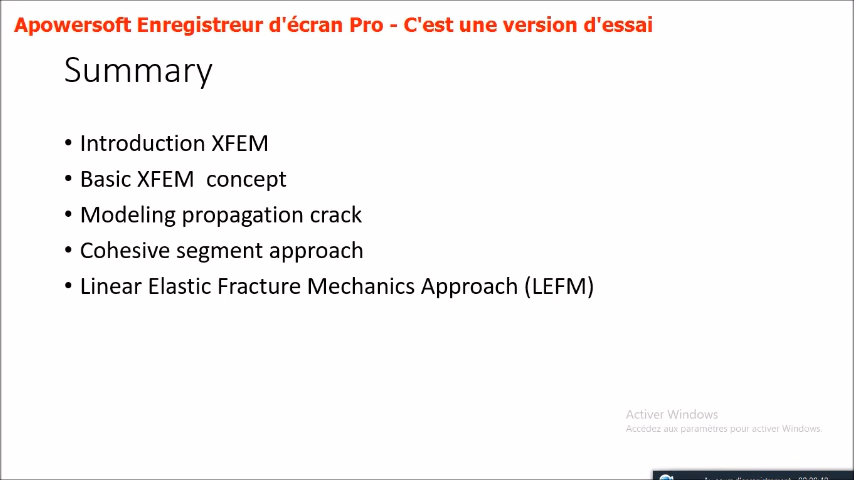 Apowersoft Enregistreur d'écran Pro - C'est une version d'essai
Summary
• Introduction XFEM
• Basic XFEM concept
• Modeling propagation crack
• Cohesive segment approach
• Linear Elastic Fracture Mechanics Approach (LEFM)
Activer Windows
Accédez aux paramètres pour activer Windows.